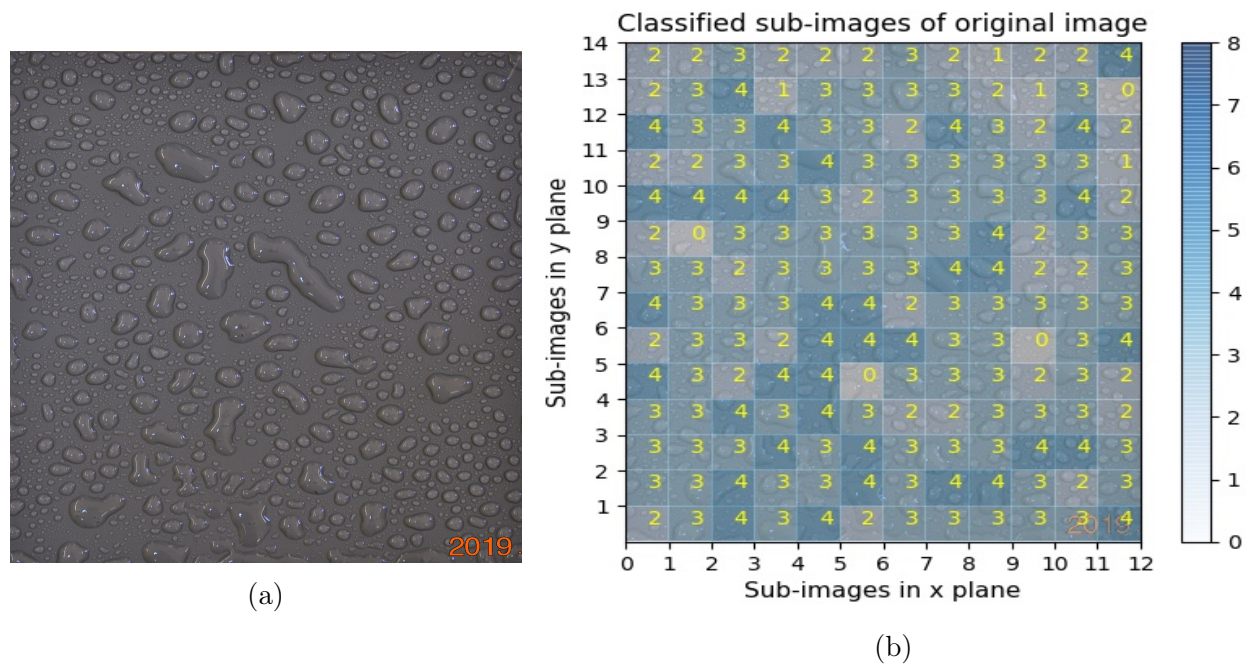 2019
(a)
Classified sub-images of original image
14 2 2 3 2 2 2 3 2 1 2 2 4
13 2 3 4 1 3 3 3 3 2 1 3 0
12 4 3 3 4 3 3 2 4 3 2 4 2
11 2 2 3 3 4 3 3 3 3 3 3 1
10 4 4 4 4 3 2 3 3 3 3 4 2
9 2 0 3 3 3 3 3 3 4 2 3 3
8 3 3 2 3 3 3 3 4 4 2 2 3
7 4 3 3 3 4 4 2 3 3 3 3 3
6 2 3 3 2 4 4 4 3 3 0 3 4
5 4 3 2 4 4 0 3 3 3 2 3 2
4 3 3 4 3 4 3 2 2 3 3 3 2
3 3 3 3 4 3 4 3 3 3 4 4 3
2 3 3 4 3 3 4 3 4 4 3 2 3
1 2 3 4 3 4 2 3 3 3 3 3 4
2019
0 1 2 3 4 5 6 7 8 9 10 11 12
Sub-images in x plane
Sub-images in y plane
8
7
6
5
4
3
2
1
0
(b)